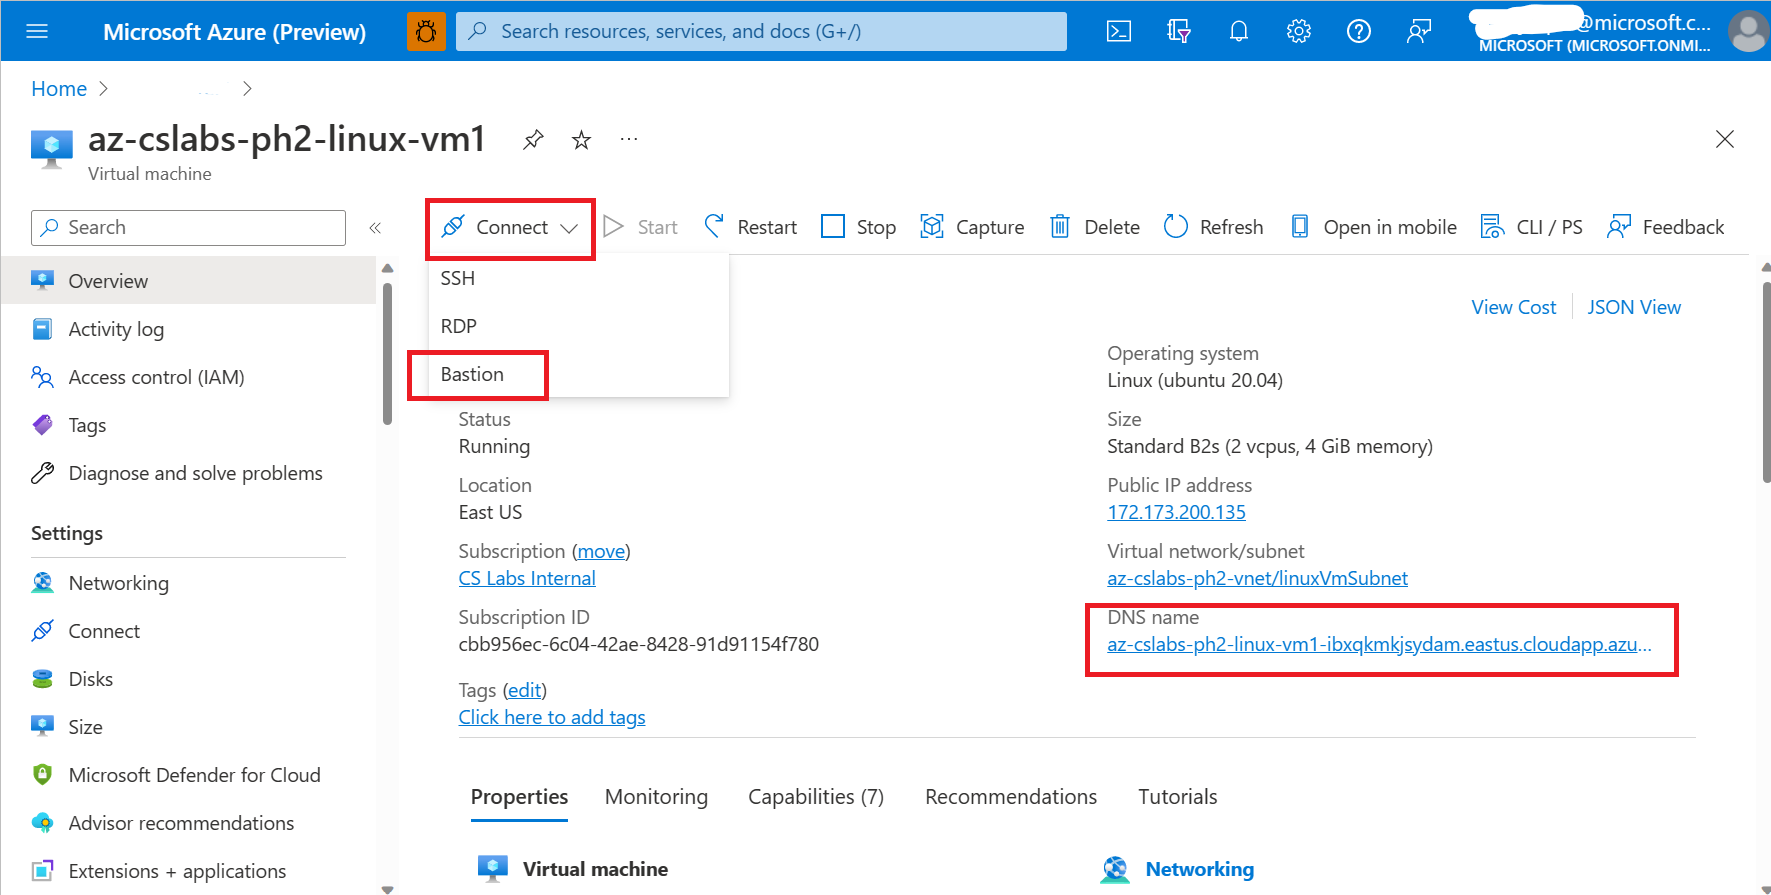 Microsoft Azure (Preview)
Search resources, services, and docs (G+/)
@microsoft.c...
MICROSOFT (MICROSOFT.ONMI...
Home
az-cslabs-ph2-linux-vm1
Virtual machine
Search
Connect
Start
Restart
Stop
Capture
Delete
Refresh
Open in mobile
CLI / PS
Feedback
SSH
RDP
Bastion
Overview
Activity log
Access control (IAM)
Tags
Diagnose and solve problems
Settings
Networking
Connect
Disks
Size
Microsoft Defender for Cloud
Advisor recommendations
Extensions + applications
View Cost
JSON View
Status
Running
Location
East US
Subscription (move)
CS Labs Internal
Subscription ID
cbb956ec-6c04-42ae-8428-91d91154f780
Tags (edit)
Click here to add tags
Operating system
Linux (ubuntu 20.04)
Size
Standard B2s (2 vcpus, 4 GiB memory)
Public IP address
172.173.200.135
Virtual network/subnet
az-cslabs-ph2-vnet/linuxVmSubnet
DNS name
az-cslabs-ph2-linux-vm1-ibxqkmkjsydam.eastus.cloudapp.azu...
Properties
Monitoring
Capabilities (7)
Recommendations
Tutorials
Virtual machine
Networking